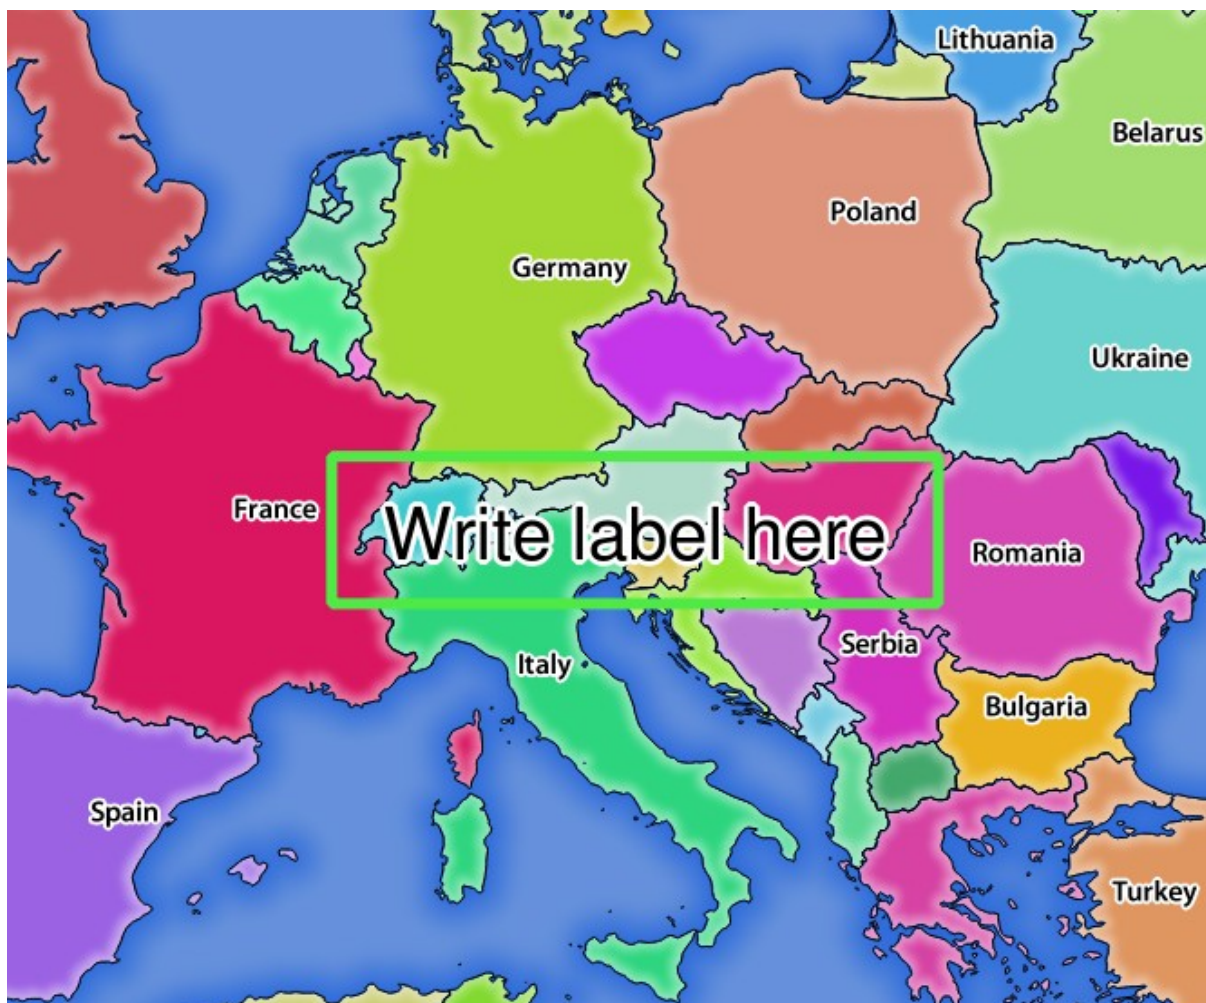 Lithuania
Belarus
Poland
Germany
Ukraine
France
Write label here
Romania
Serbia
Italy
Bulgaria
Spain
Turkey